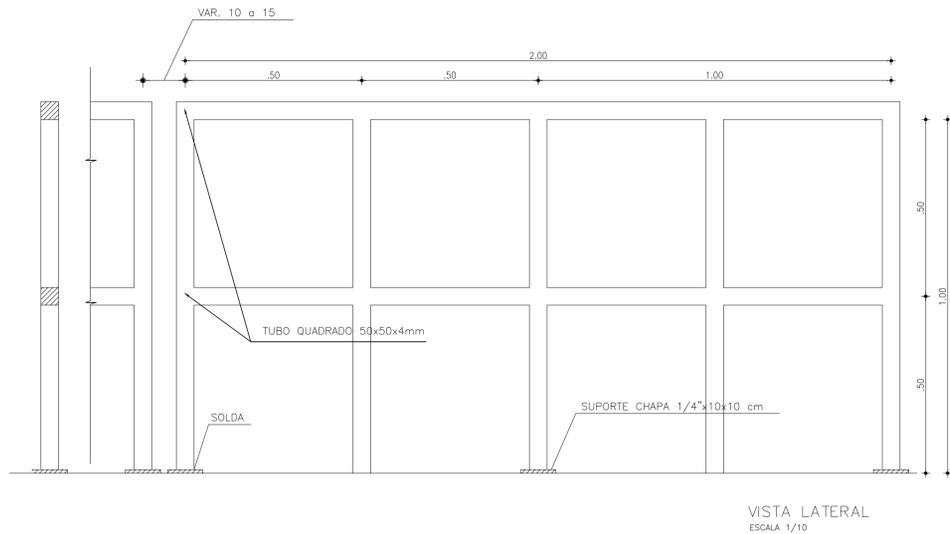 VAR. 10 a 15
2.00
.50
.50
1.00
.50
1.00
TUBO QUADRADO 50x50x4mm
.50
SUPORTE CHAPA 1/4"x10x10 cm
SOLDA
VISTA LATERAL
ESCALA 1/10